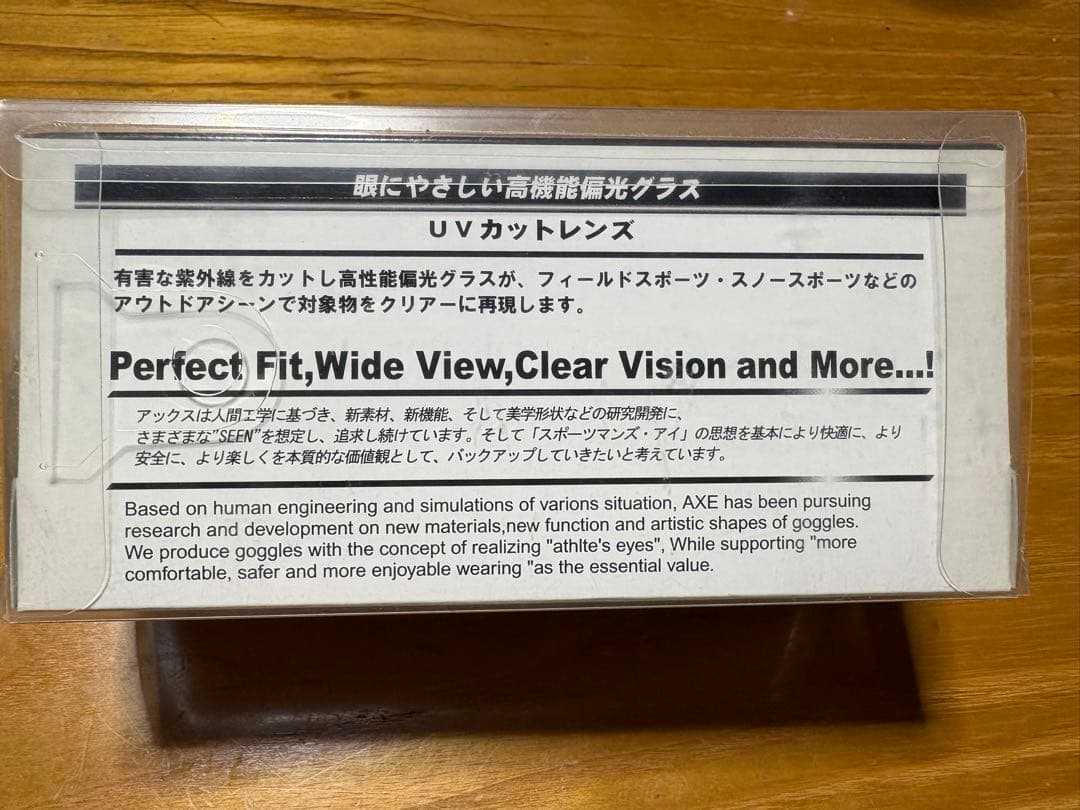 眼にやさしい高機能偏光グラス
ＵＶカットレンズ
有害な紫外線をカットし高性能偏光グラスが、フィールドスポーツ・スノースポーツなどの
アウトドアシーンで対象物をクリアーに再現します。
Perfect Fit,Wide View,Clear Vision and More...!
アックスは人間工学に基づき、新素材、新機能、そして美学形状などの研究開発に、
さまざまな"SEEN"を想定し、追求し続けています。そして「スポーツマンズ・アイ」の思想を基本により快適に、より
安全に、より楽しくを本質的な価値観として、バックアップしていきたいと考えています。
Based on human engineering and simulations of varions situation, AXE has been pursuing
research and development on new materials,new function and artistic shapes of goggles.
We produce goggles with the concept of realizing "athlte's eyes", While supporting "more
comfortable, safer and more enjoyable wearing "as the essential value.